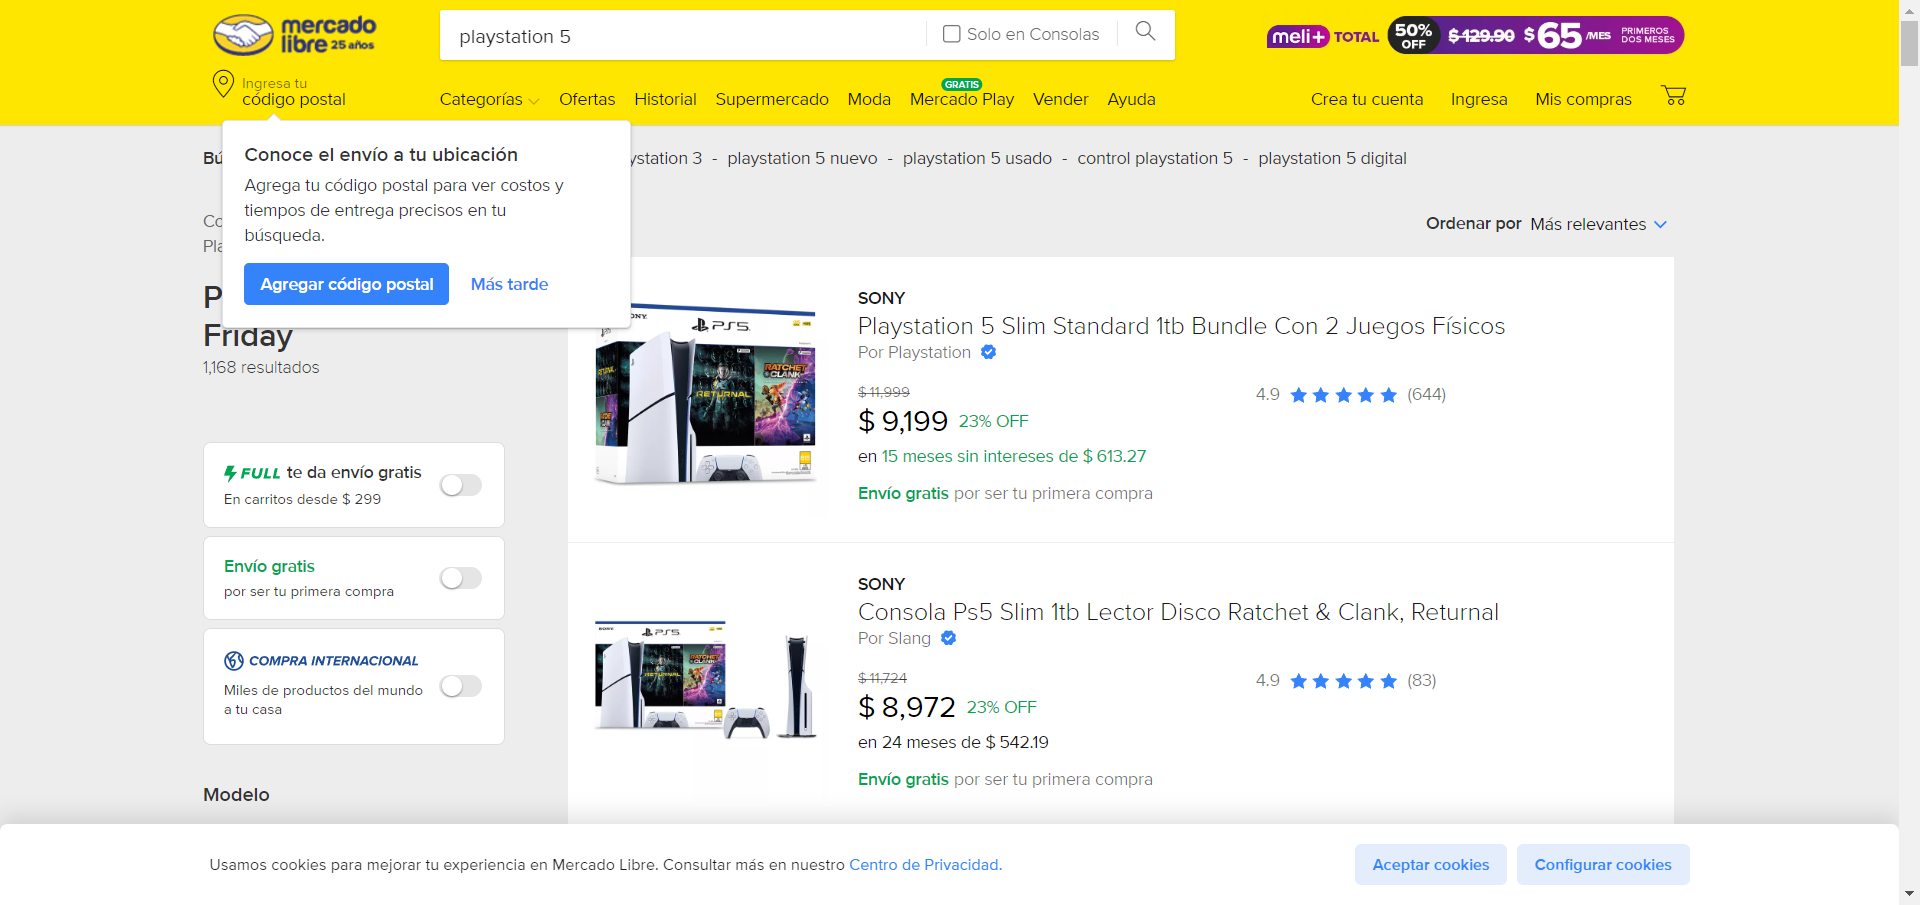 mercado
libre 25 años
playstation 5
Solo en Consolas
meli+ TOTAL
50%
OFF
$ 129.90
$ 65 /MES
PRIMEROS
DOS MESES
Ingresa tu
código postal
Categorías
Ofertas
Historial
Supermercado
Moda
GRATIS
Mercado Play
Vender
Ayuda
Crea tu cuenta
Ingresa
Mis compras
Conoce el envío a tu ubicación
Agrega tu código postal para ver costos y
tiempos de entrega precisos en tu
búsqueda.
Agregar código postal
Más tarde
ystation 3 - playstation 5 nuevo - playstation 5 usado - control playstation 5 - playstation 5 digital
Ordenar por Más relevantes
Friday
1,168 resultados
FULL te da envío gratis
En carritos desde $ 299
Envío gratis
por ser tu primera compra
COMPRA INTERNACIONAL
Miles de productos del mundo
a tu casa
Modelo
PS5
RETURNAL
RATCHET
CLANK
SONY
Playstation 5 Slim Standard 1tb Bundle Con 2 Juegos Físicos
Por Playstation
$ 11,999
$ 9,199 23% OFF
4.9 (644)
en 15 meses sin intereses de $ 613.27
Envío gratis por ser tu primera compra
SONY
PS5
RETURNAL
RATCHET
CLANK
SONY
Consola Ps5 Slim 1tb Lector Disco Ratchet & Clank, Returnal
Por Slang
$ 11,724
$ 8,972 23% OFF
4.9 (83)
en 24 meses de $ 542.19
Envío gratis por ser tu primera compra
Usamos cookies para mejorar tu experiencia en Mercado Libre. Consultar más en nuestro Centro de Privacidad.
Aceptar cookies
Configurar cookies